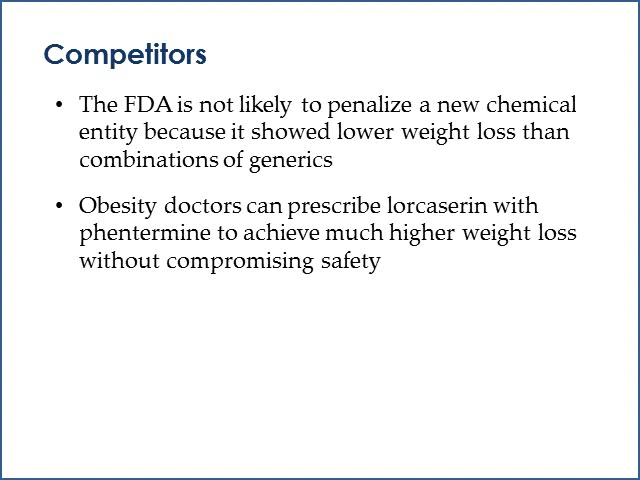 Competitors
• The FDA is not likely to penalize a new chemical
entity because it showed lower weight loss than
combinations of generics
• Obesity doctors can prescribe lorcaserin with
phentermine to achieve much higher weight loss
without compromising safety